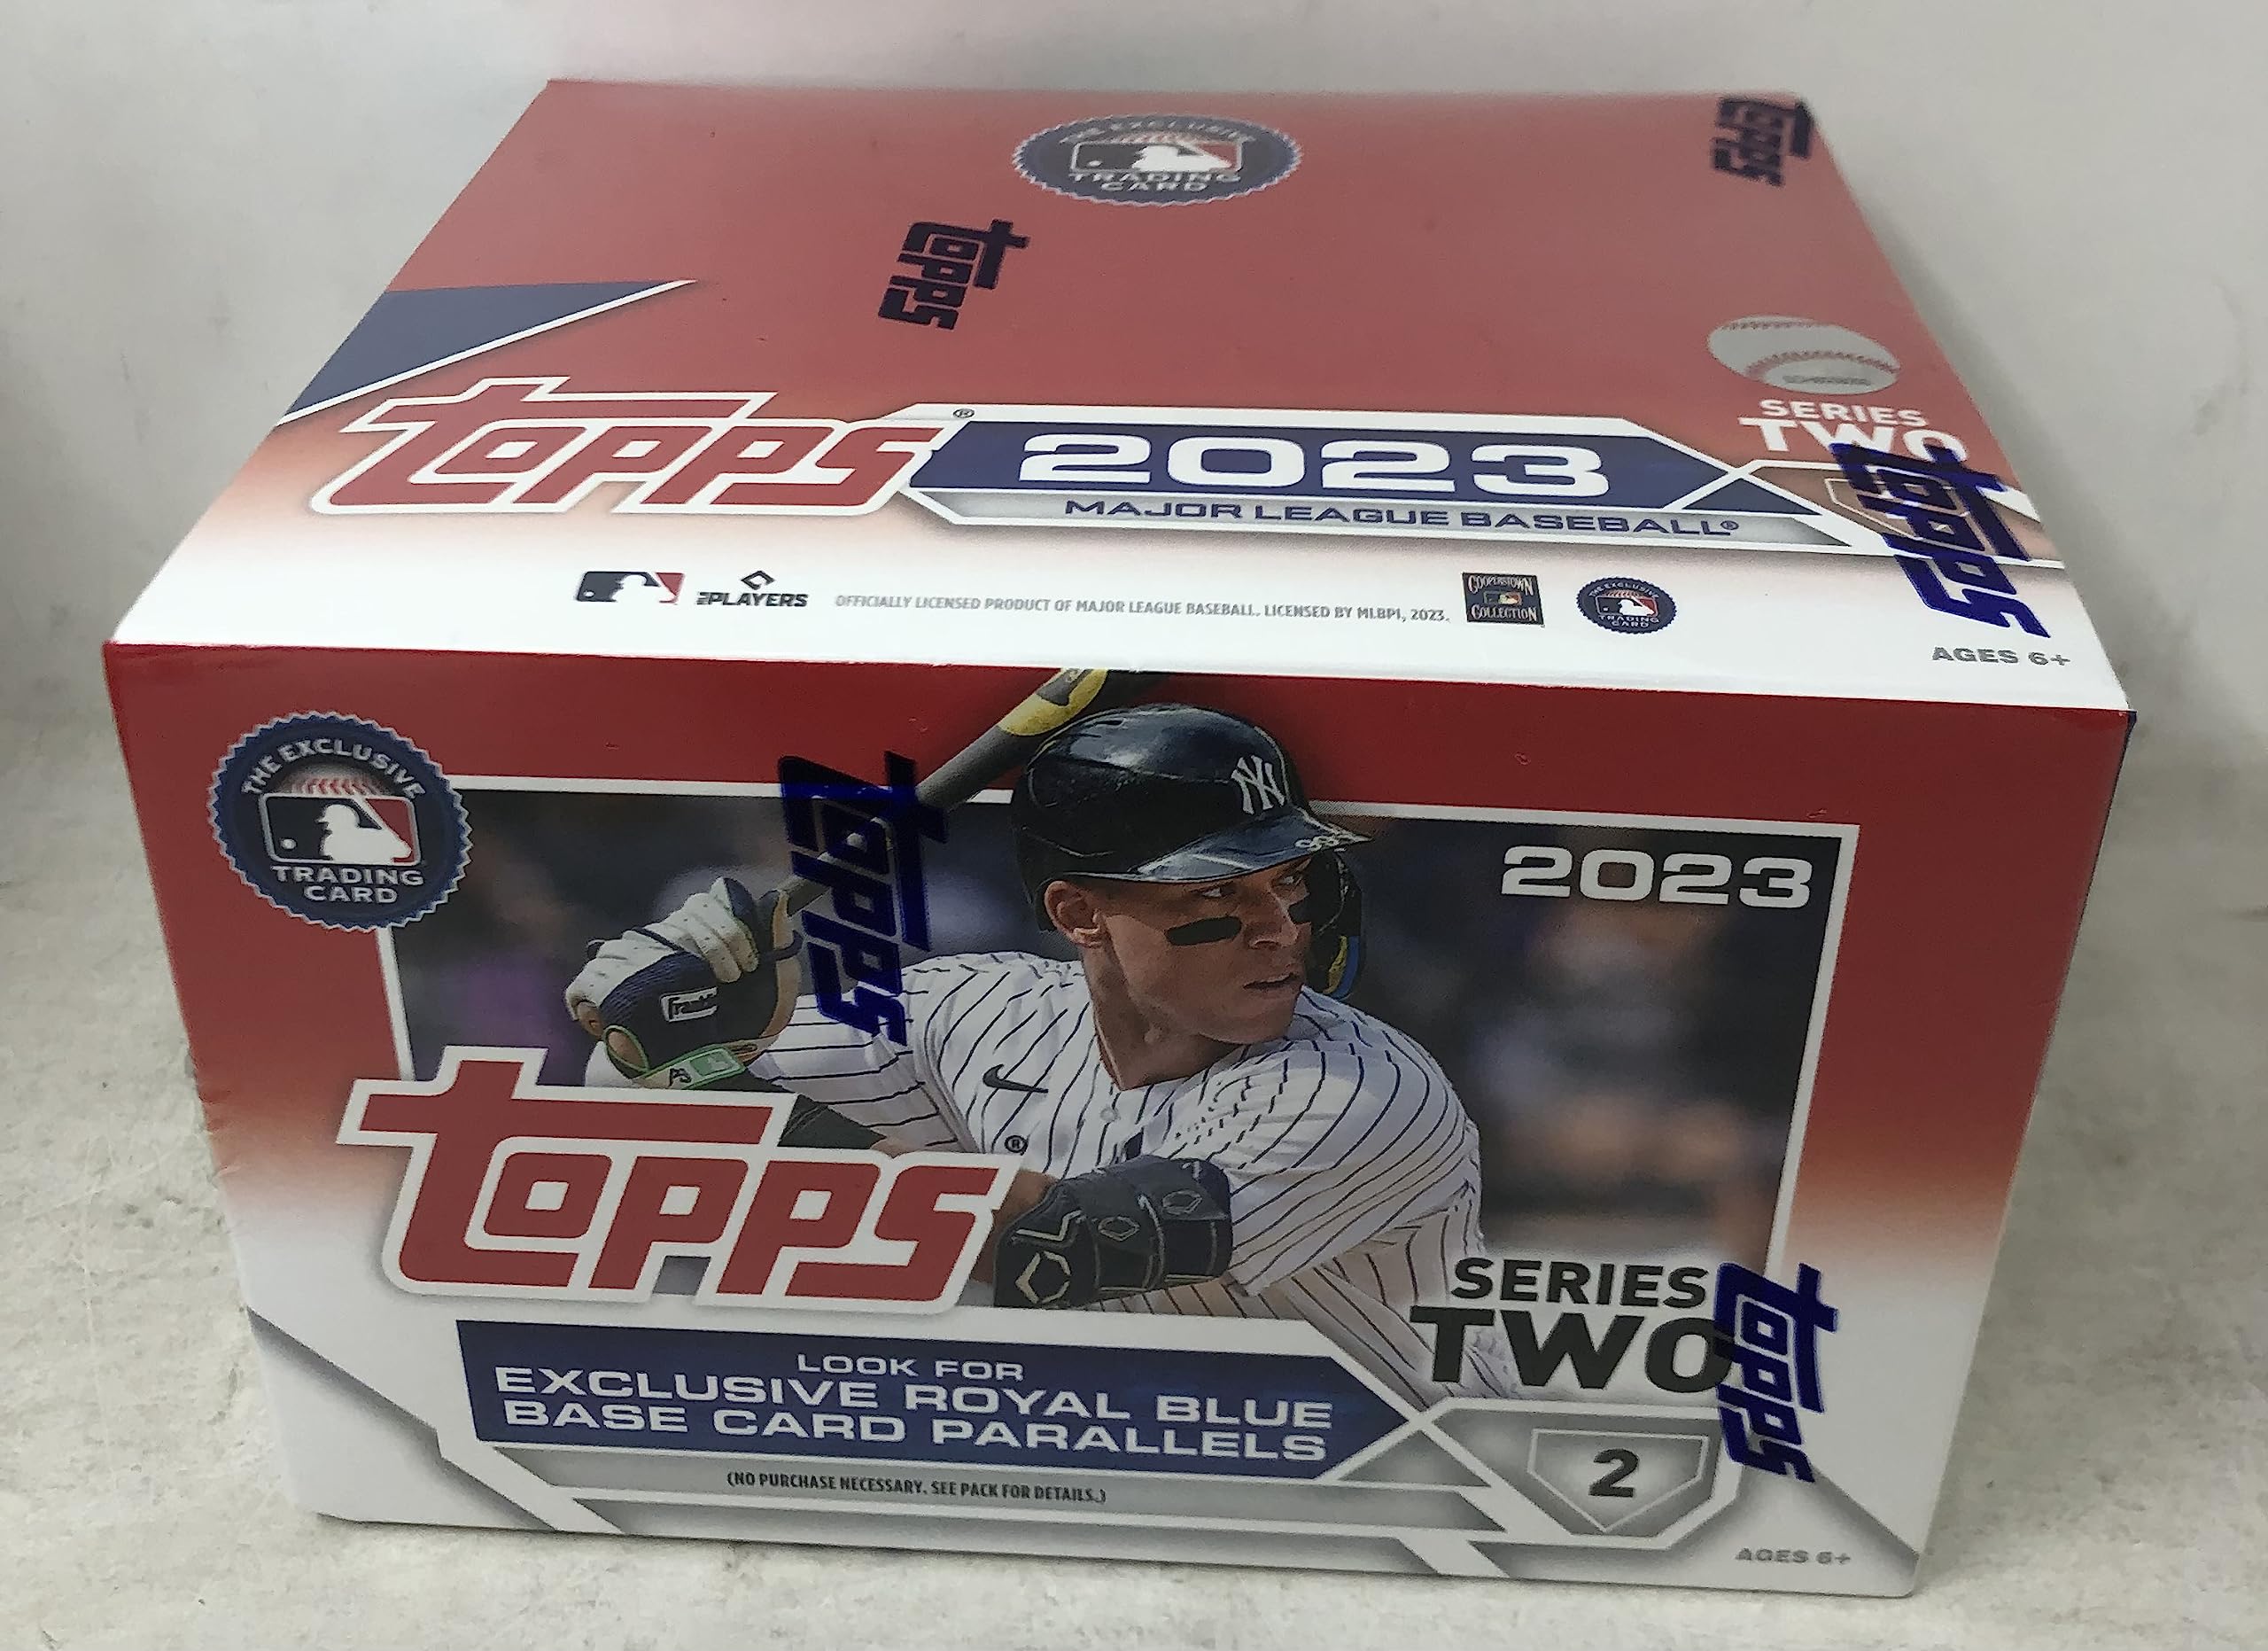 THE EXCLUSIVE
TRADING
CARD
topps
topps
topps
SERIES
TWO
topps®
2023
MAJOR LEAGUE BASEBALL®
topps
PLAYERS
OFFICIALLY LICENSED PRODUCT OF MAJOR LEAGUE BASEBALL. LICENSED BY MLBPI, 2023.
COOPERSTOWN
COLLECTION
THE EXCLUSIVE
TRADING
CARD
AGES 6+
THE EXCLUSIVE
TRADING
CARD
topps
NY
2023
Franklin
topps®
SERIES
TWO
topps
LOOK FOR
EXCLUSIVE ROYAL BLUE
BASE CARD PARALLELS
2
(NO PURCHASE NECESSARY. SEE PACK FOR DETAILS.)
AGES 6+